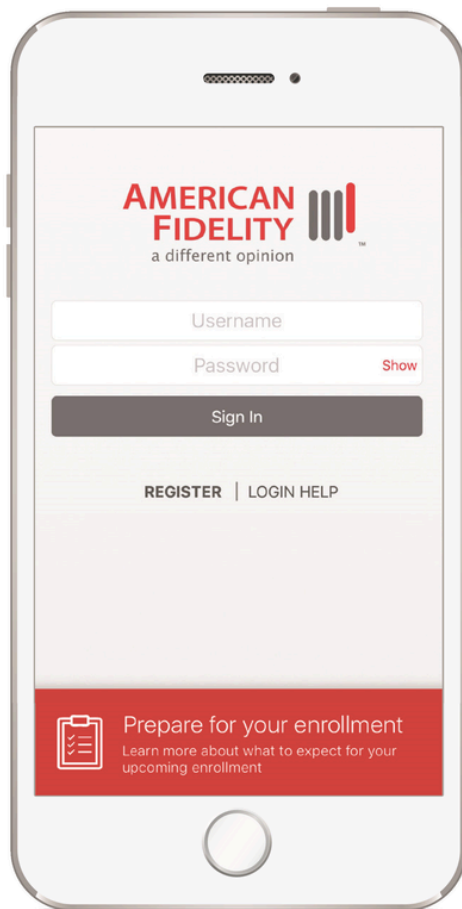 AMERICAN
FIDELITY
™
a different opinion
Username
Password Show
Sign In
REGISTER | LOGIN HELP
Prepare for your enrollment
Learn more about what to expect for your
upcoming enrollment